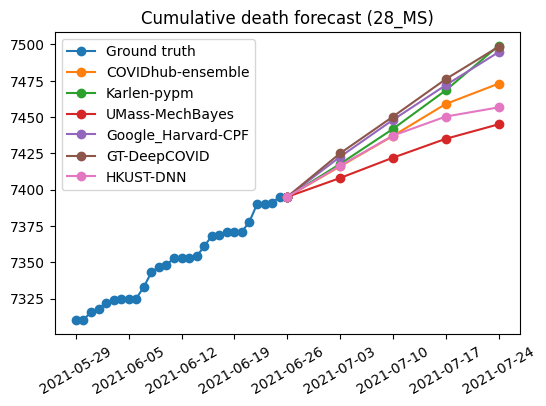 Cumulative death forecast (28_MS)
Ground truth
COVIDhub-ensemble
Karlen-pypm
UMass-MechBayes
Google_Harvard-CPF
GT-DeepCOVID
HKUST-DNN
7500
7475
7450
7425
7400
7375
7350
7325
2021-05-29
2021-06-05
2021-06-12
2021-06-19
2021-06-26
2021-07-03
2021-07-10
2021-07-17
2021-07-24